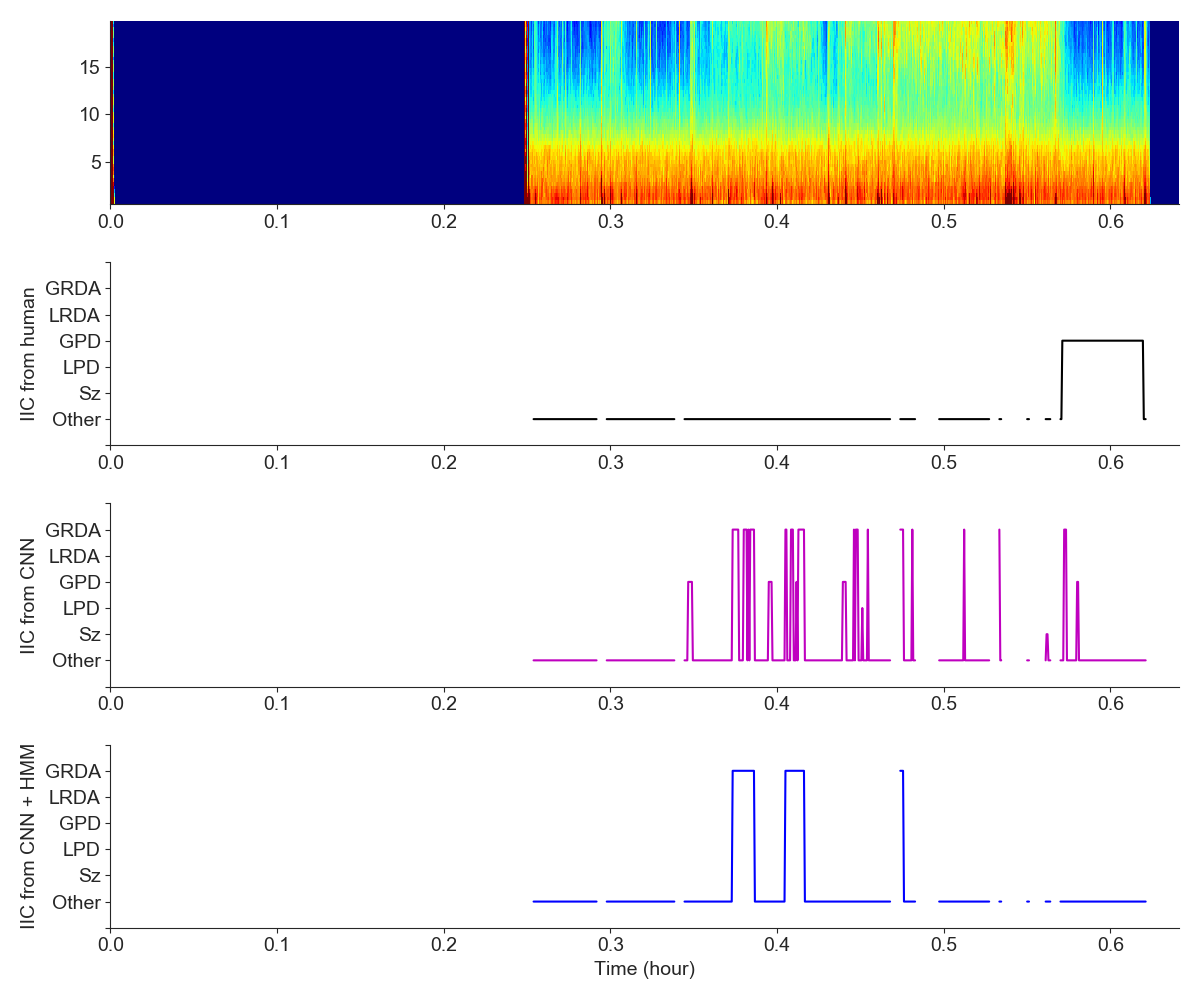 15
10
5
0.0 0.1 0.2 0.3 0.4 0.5 0.6
IIC from human
GRDA
LRDA
GPD
LPD
Sz
Other
0.0 0.1 0.2 0.3 0.4 0.5 0.6
IIC from CNN
GRDA
LRDA
GPD
LPD
Sz
Other
0.0 0.1 0.2 0.3 0.4 0.5 0.6
IIC from CNN + HMM
GRDA
LRDA
GPD
LPD
Sz
Other
0.0 0.1 0.2 0.3 0.4 0.5 0.6
Time (hour)